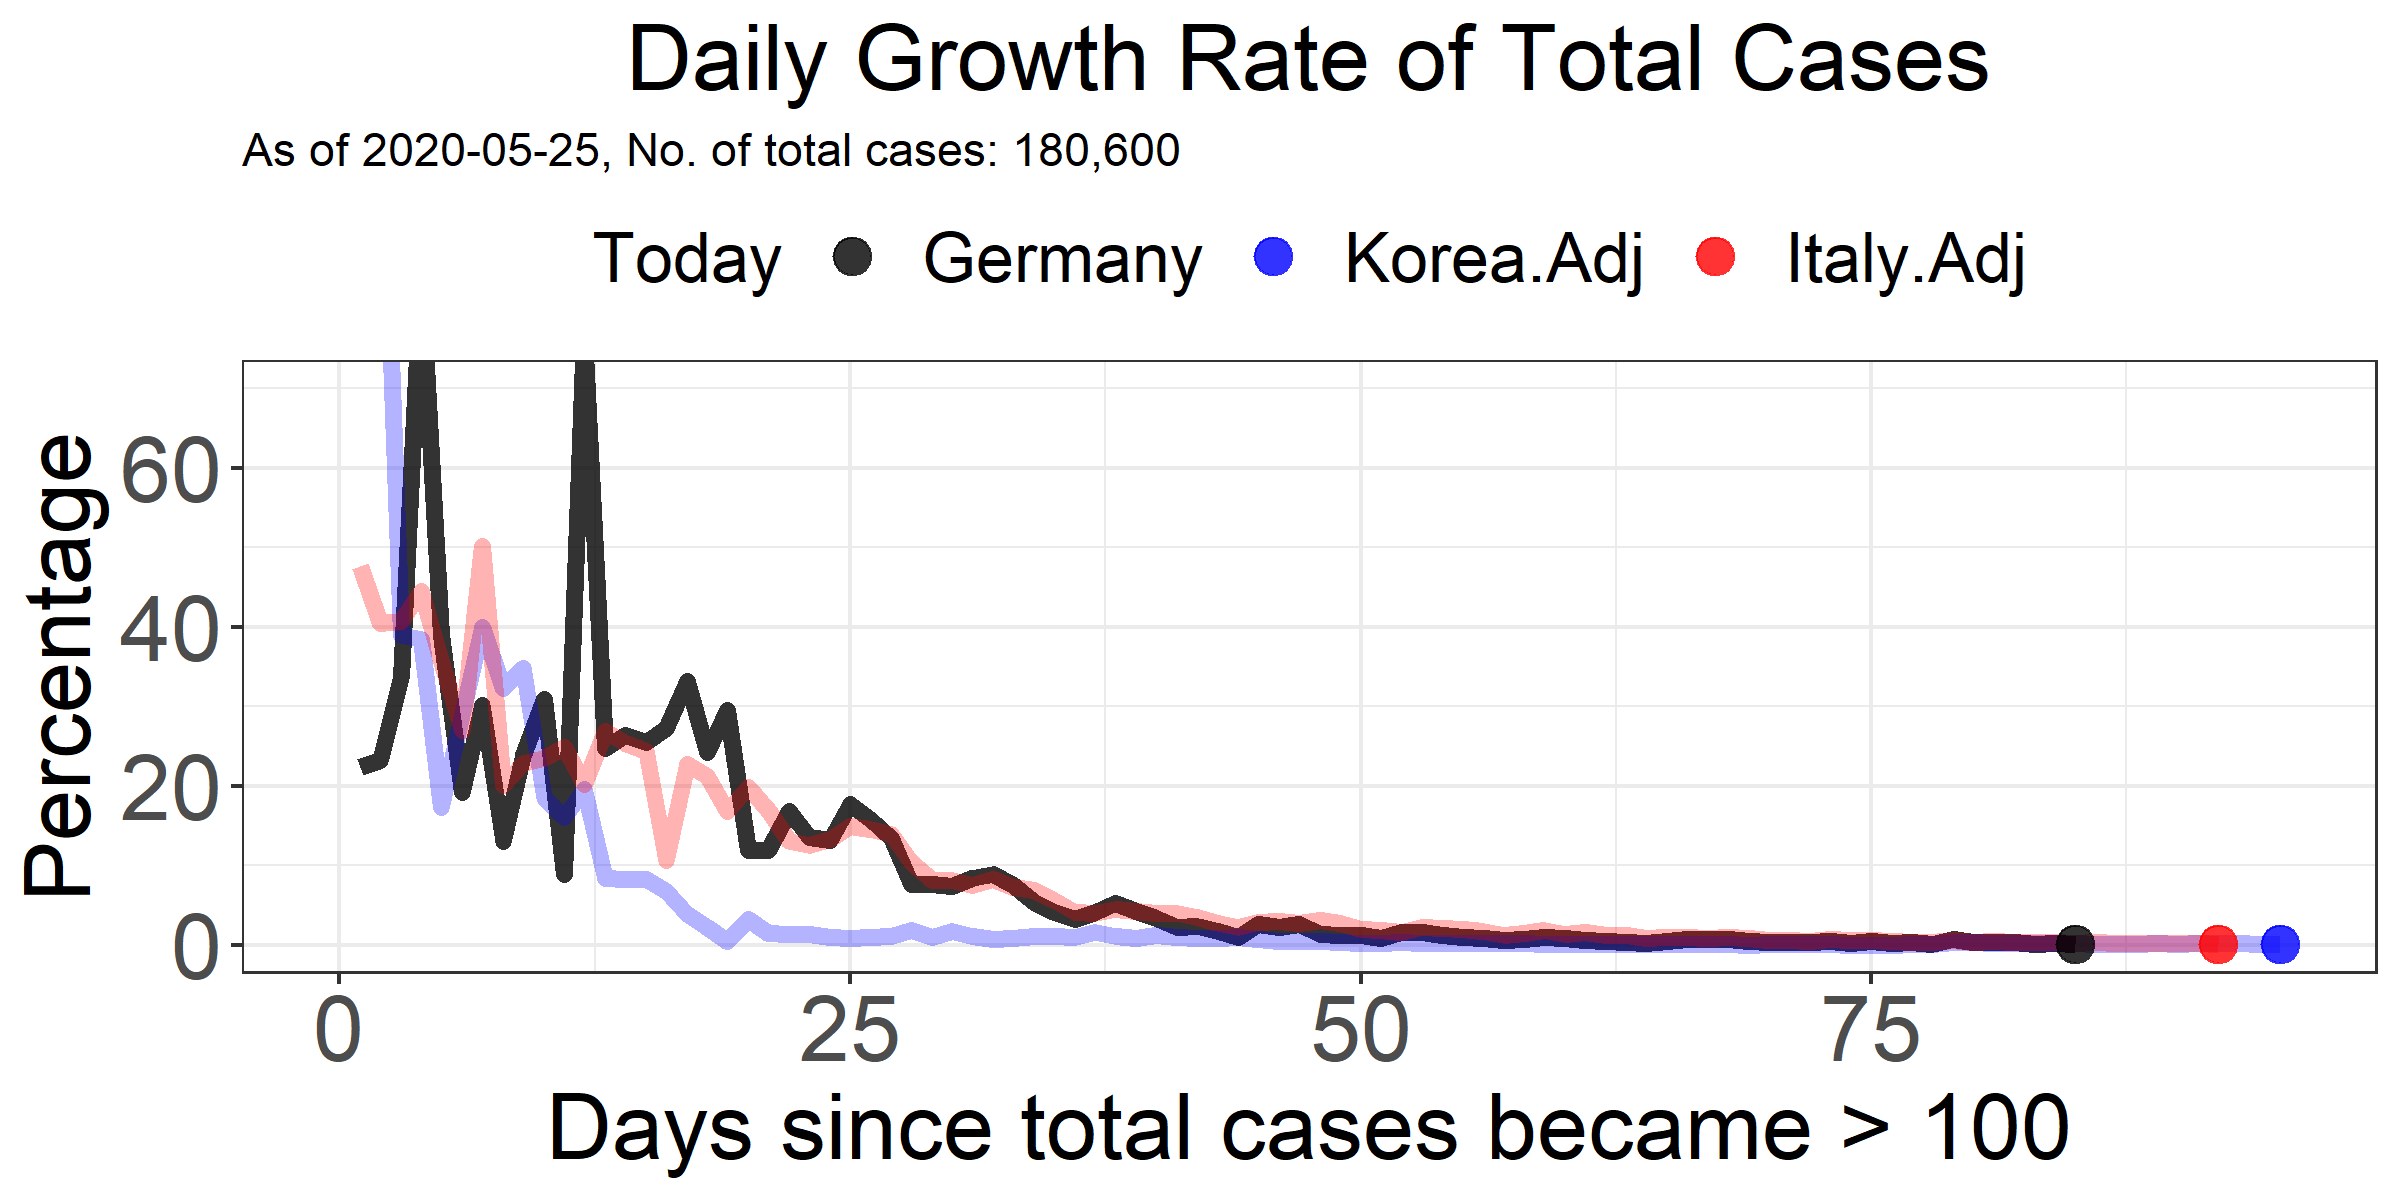 Daily Growth Rate of Total Cases
As of 2020-05-25, No. of total cases: 180,600
Today Germany Korea.Adj Italy.Adj
Percentage
60
40
20
0
0 25 50 75
Days since total cases became > 100